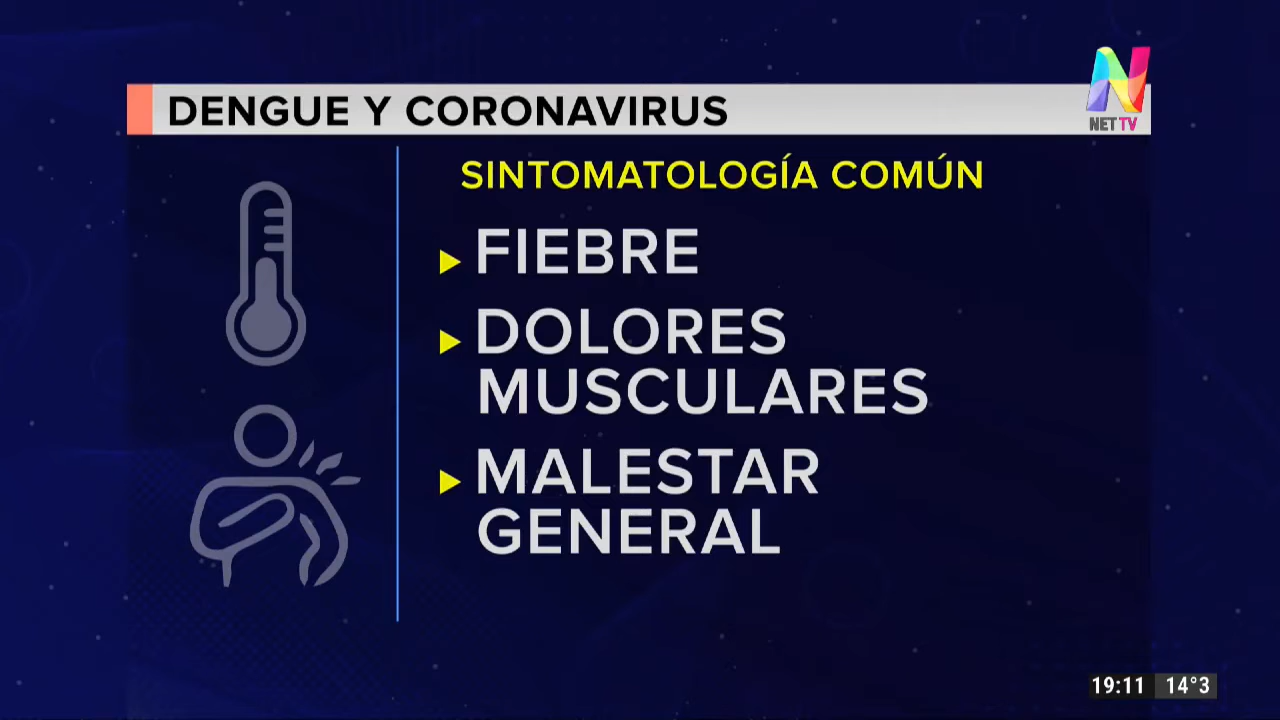 DENGUE Y CORONAVIRUS
NET TV
SINTOMATOLOGÍA COMÚN
FIEBRE
DOLORES
MUSCULARES
MALESTAR
GENERAL
19:11 14°3